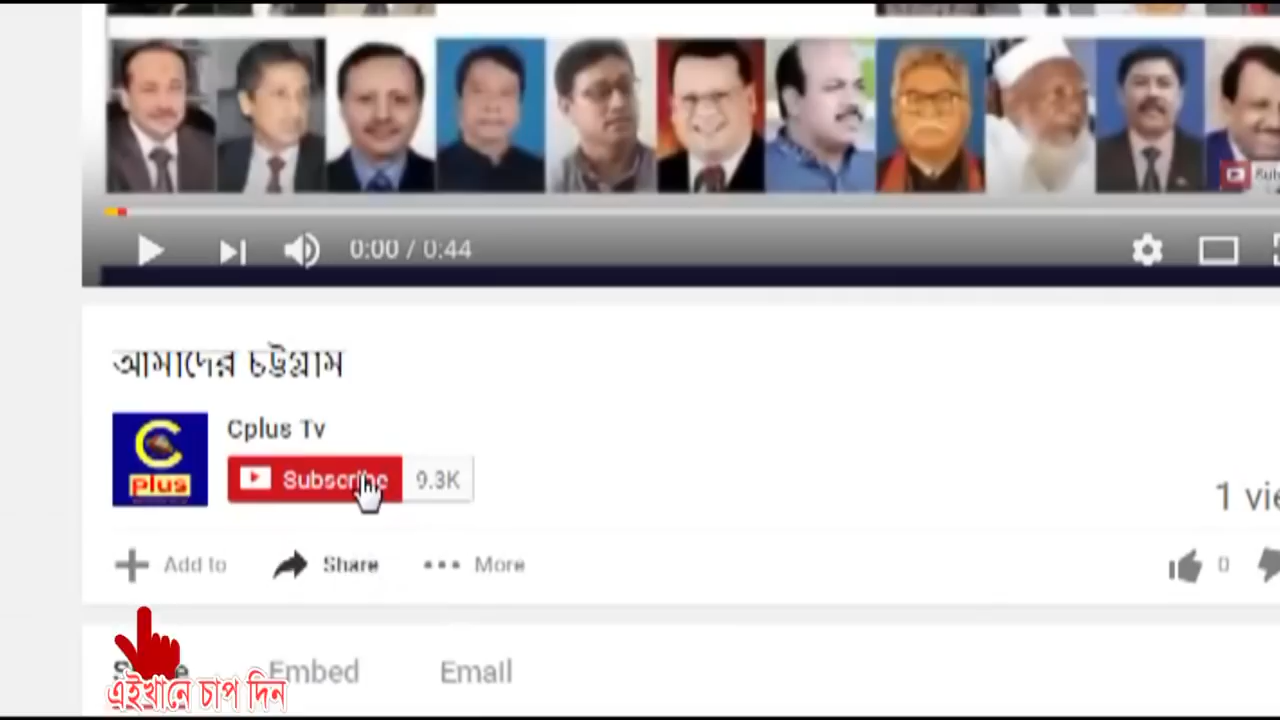 0:00 / 0:44
আমাদের চট্টগ্রাম
C
plus
Cplus Tv
Subscribe 9.3K
1
Add to Share More
0
Embed Email
এইখানে চাপ দিন